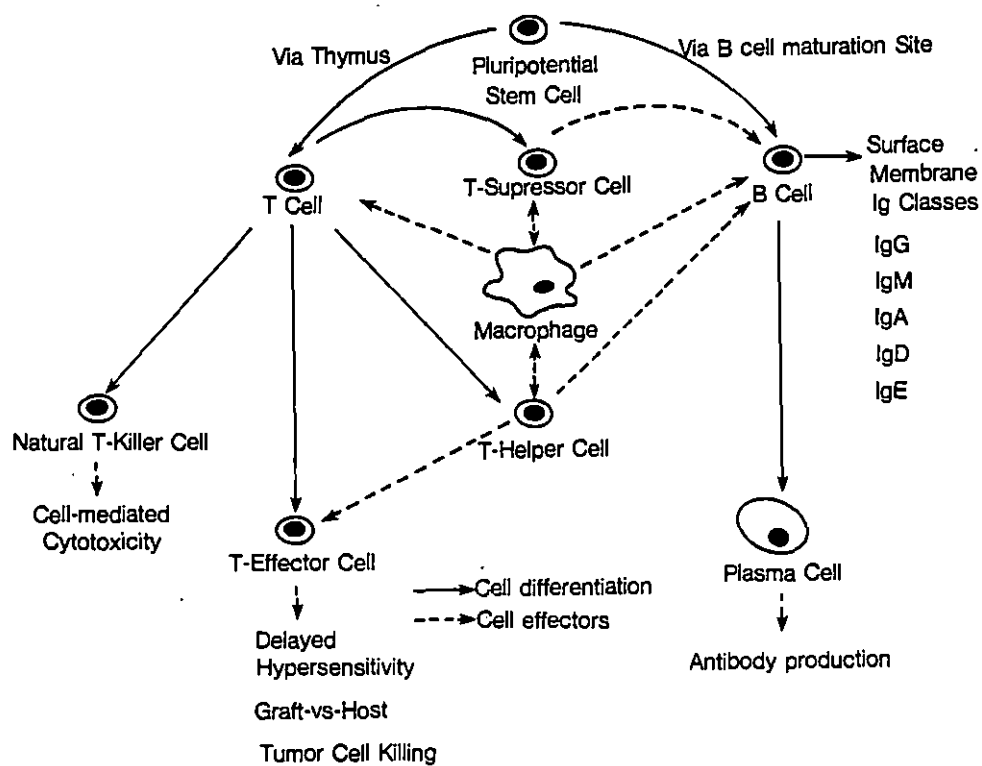 Via Thymus
Pluripotential
Stem Cell
Via B cell maturation Site
T Cell
T-Supressor Cell
B Cell
Surface
Membrane
Ig Classes
IgG
IgM
IgA
IgD
IgE
Macrophage
Natural T-Killer Cell
Cell-mediated
Cytotoxicity
T-Helper Cell
T-Effector Cell
Delayed
Hypersensitivity
Graft-vs-Host
Tumor Cell Killing
Cell differentiation
Cell effectors
Plasma Cell
Antibody production